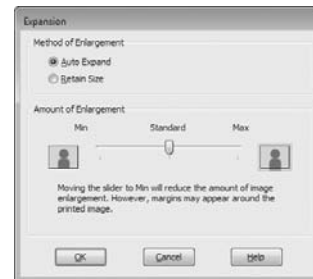 Expansion
Method of Enlargement
Auto Expand
Retain Size
Amount of Enlargement
Min Standard Max
Moving the slider to Min will reduce the amount of image
enlargement. However, margins may appear around the
printed image.
OK Cancel Help